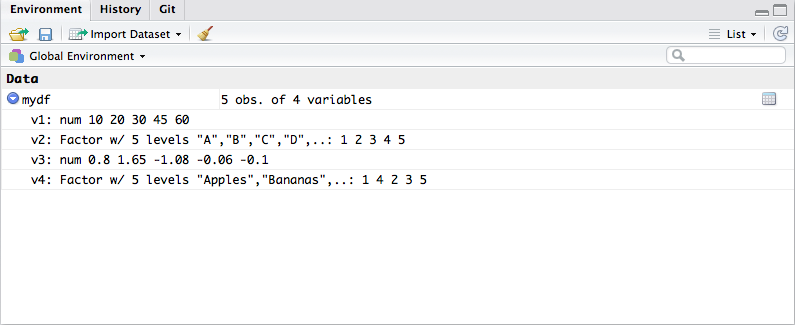 Environment History Git
Import Dataset List
Global Environment
Data
mydf 5 obs. of 4 variables
v1: num 10 20 30 45 60
v2: Factor w/ 5 levels "A","B","C","D",..: 1 2 3 4 5
v3: num 0.8 1.65 -1.08 -0.06 -0.1
v4: Factor w/ 5 levels "Apples","Bananas",..: 1 4 2 3 5